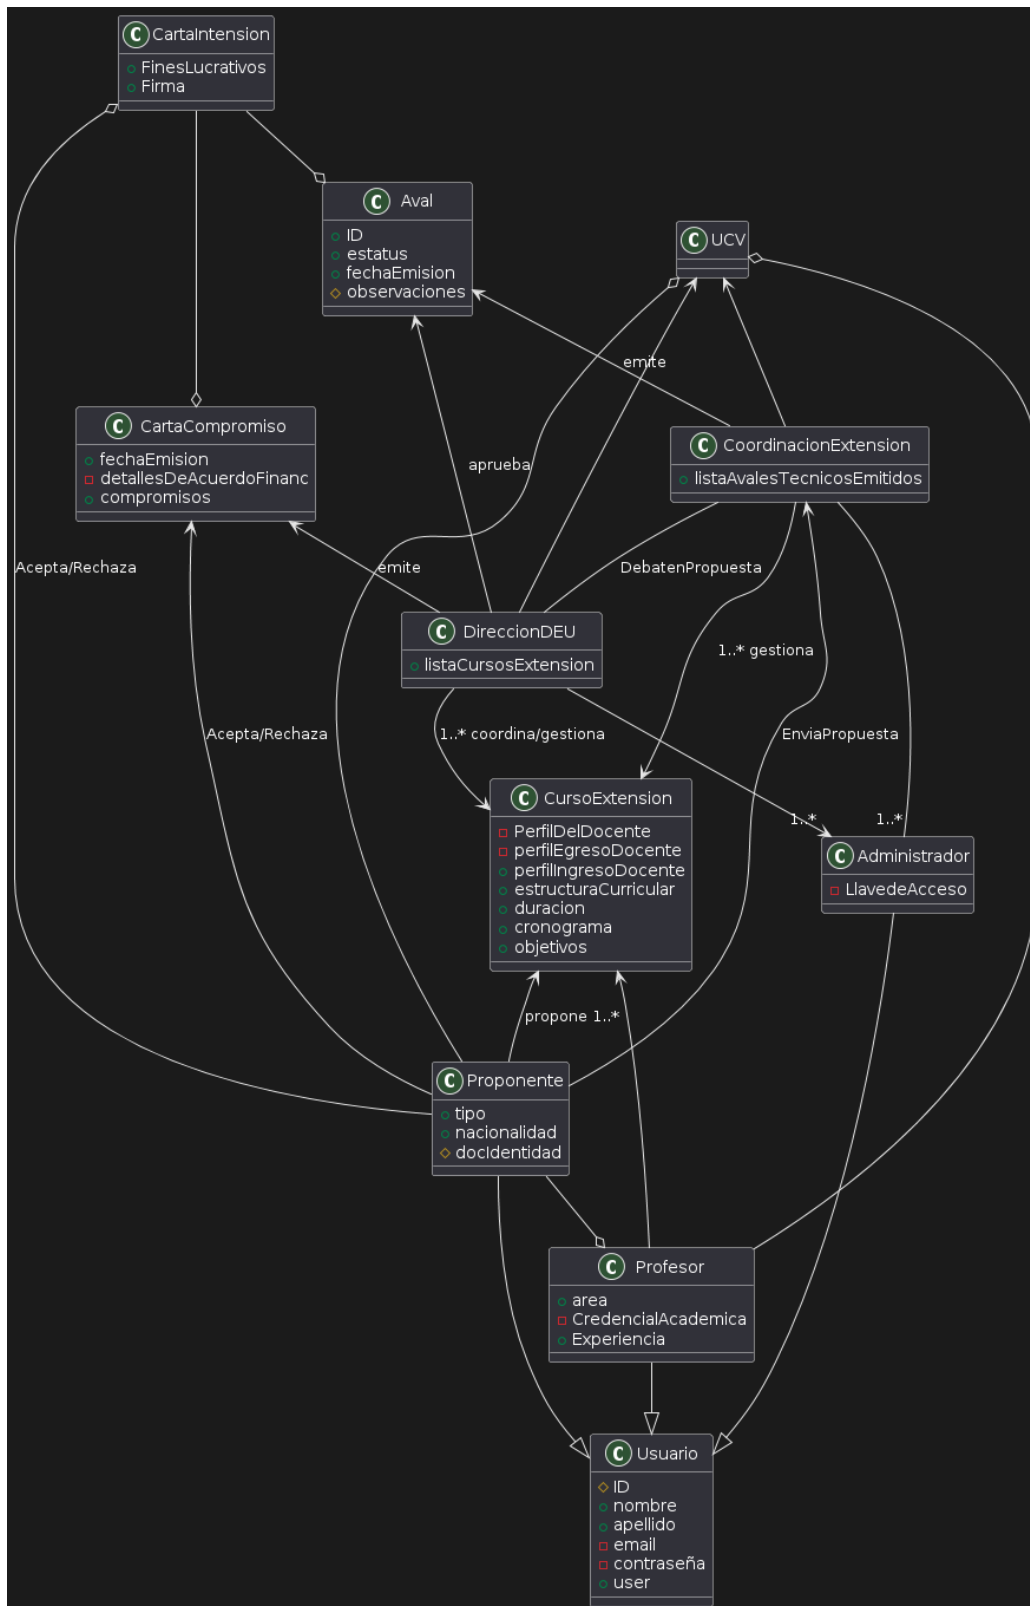 CartaIntension
FinesLucrativos
Firma
Aval
ID
estatus
fechaEmision
observaciones
UCV
emite
CartaCompromiso
fechaEmision
detallesDeAcuerdoFinanc
compromisos
aprueba
CoordinacionExtension
listaAvalesTecnicosEmitidos
Acepta/Rechaza
emite
DebatenPropuesta
DireccionDEU
listaCursosExtension
1..* gestiona
Acepta/Rechaza
1..* coordina/gestiona
EnviaPropuesta
CursoExtension
PerfilDelDocente
perfilEgresoDocente
perfilIngresoDocente
estructuraCurricular
duracion
cronograma
objetivos
1..*
1..*
Administrador
LlavedeAcceso
propone 1..*
Proponente
tipo
nacionalidad
docIdentidad
Profesor
area
CredencialAcademica
Experiencia
Usuario
ID
nombre
apellido
email
contraseña
user